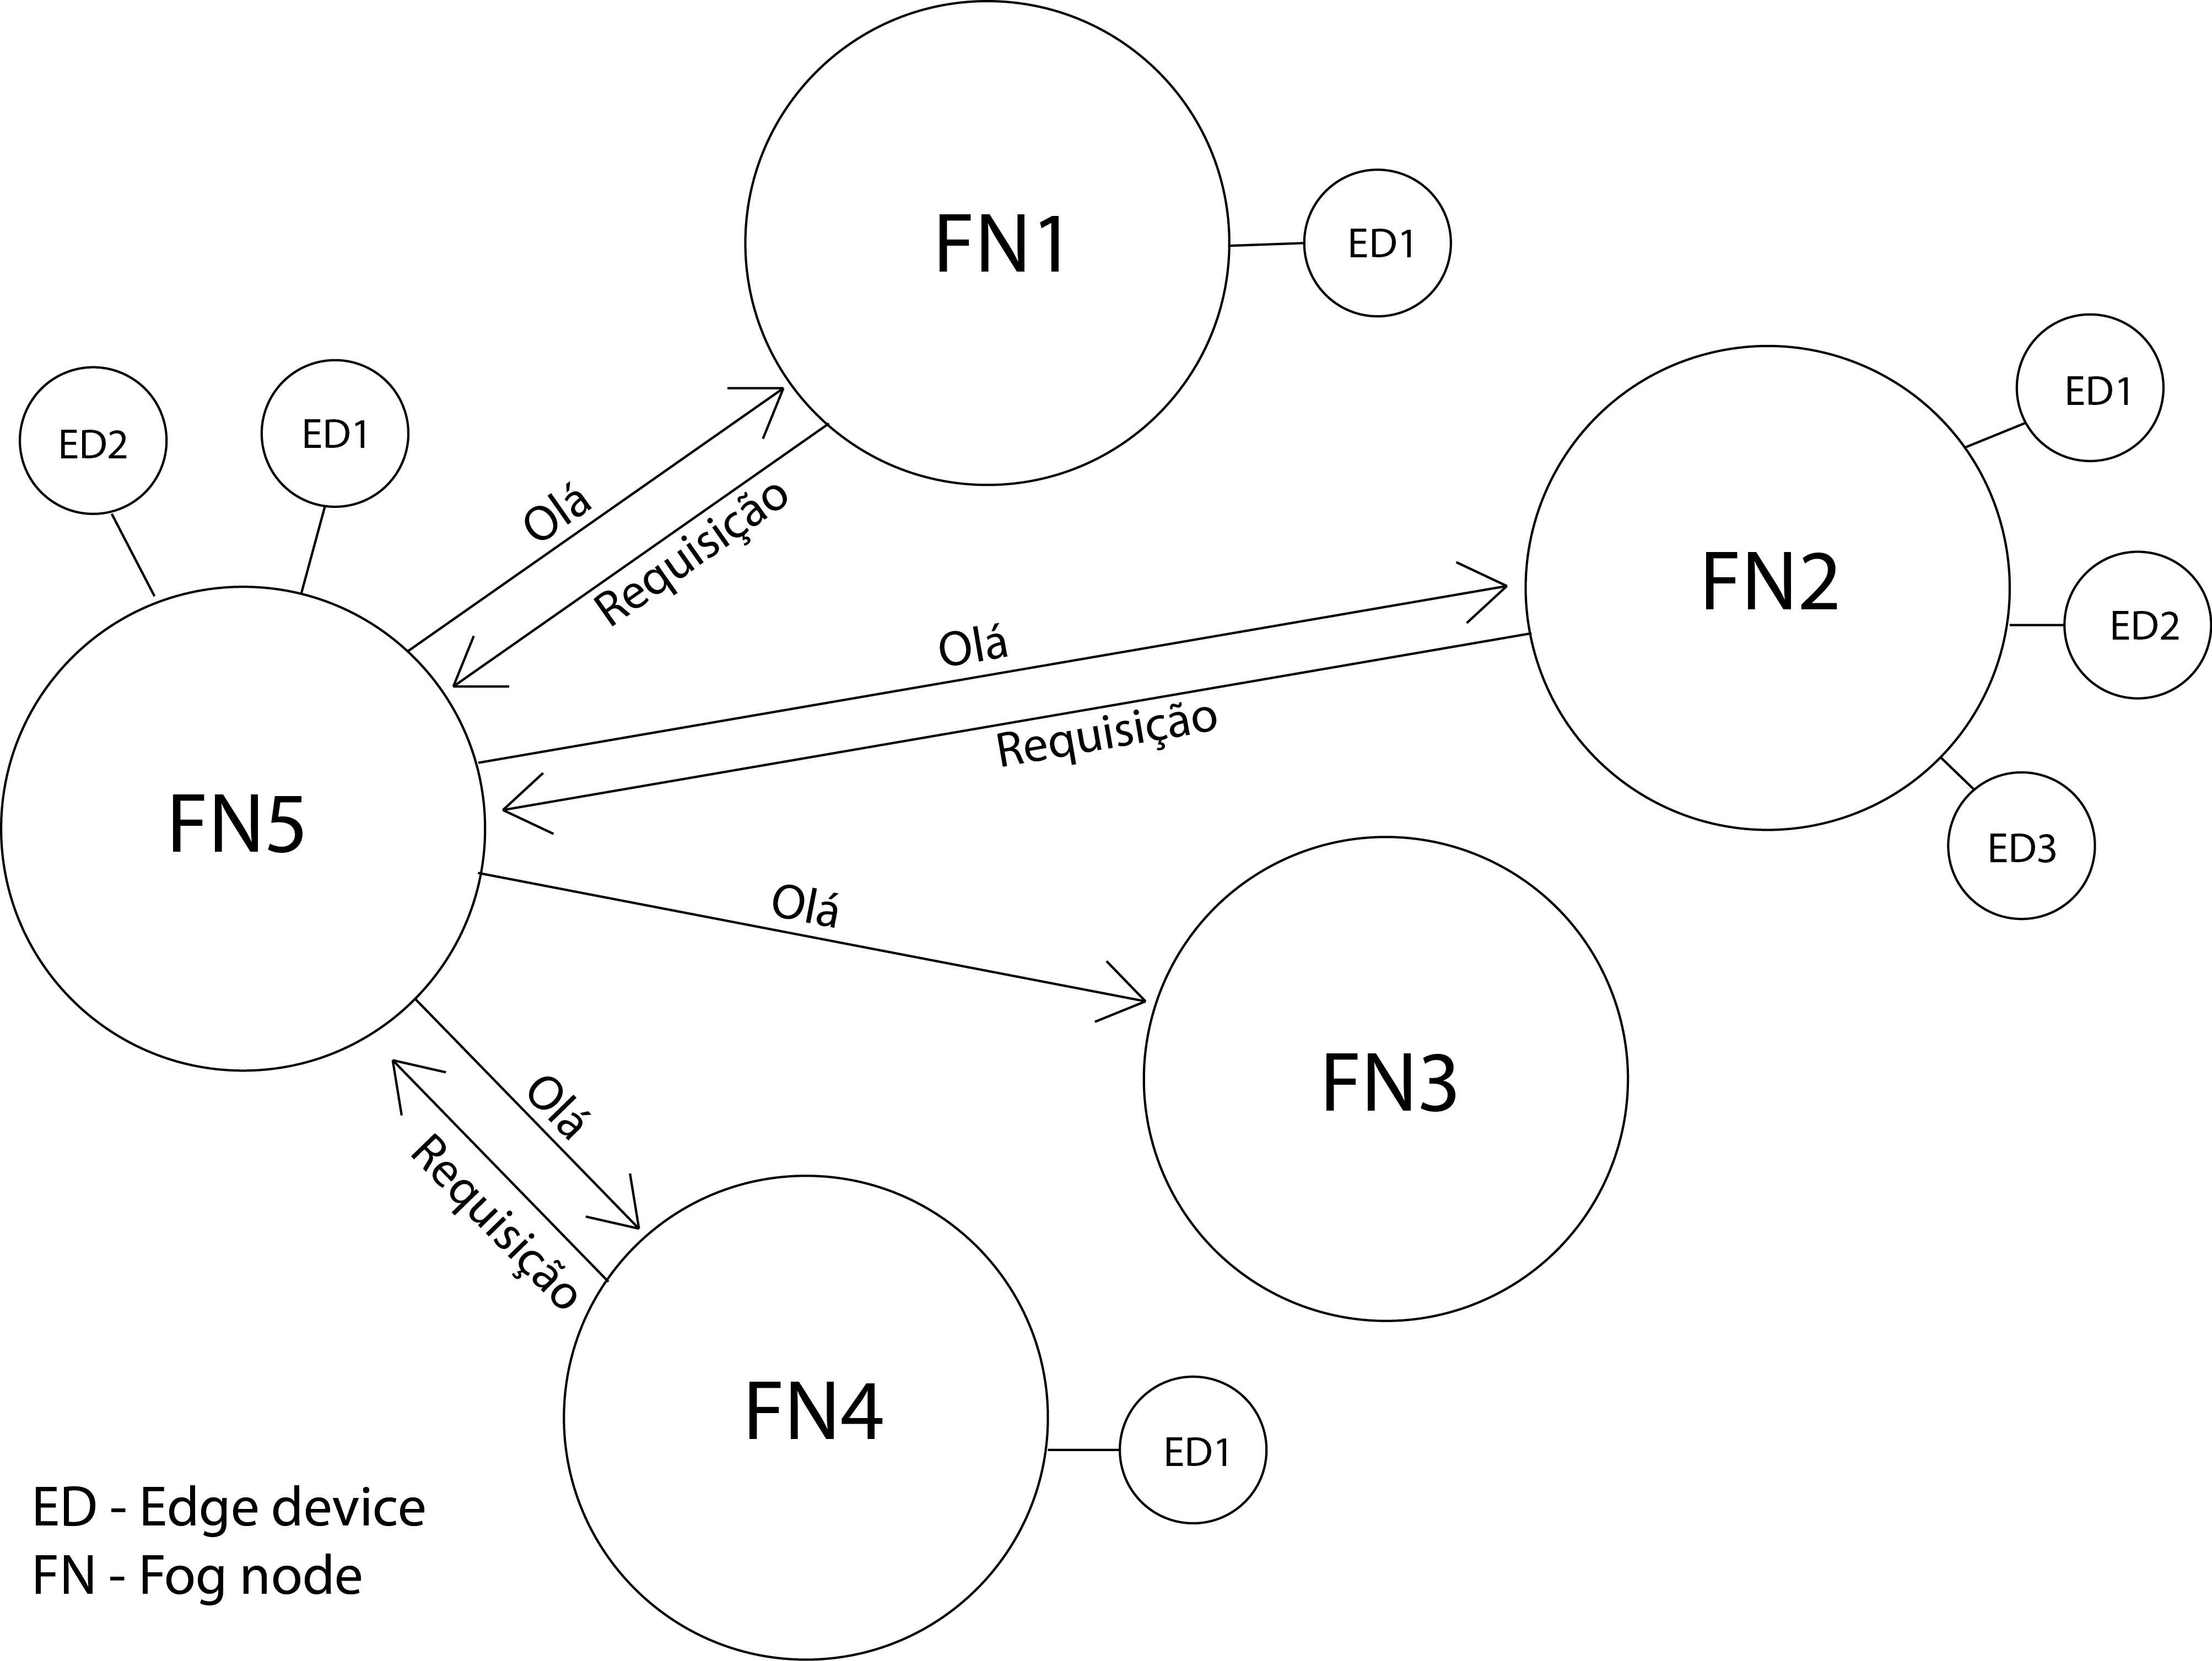 FN1
ED1
ED1
ED2
ED1
Olá
Requisição
FN2
ED2
Olá
Requisição
FN5
ED3
Olá
FN3
Olá
Requisição
FN4
ED1
ED - Edge device
FN - Fog node